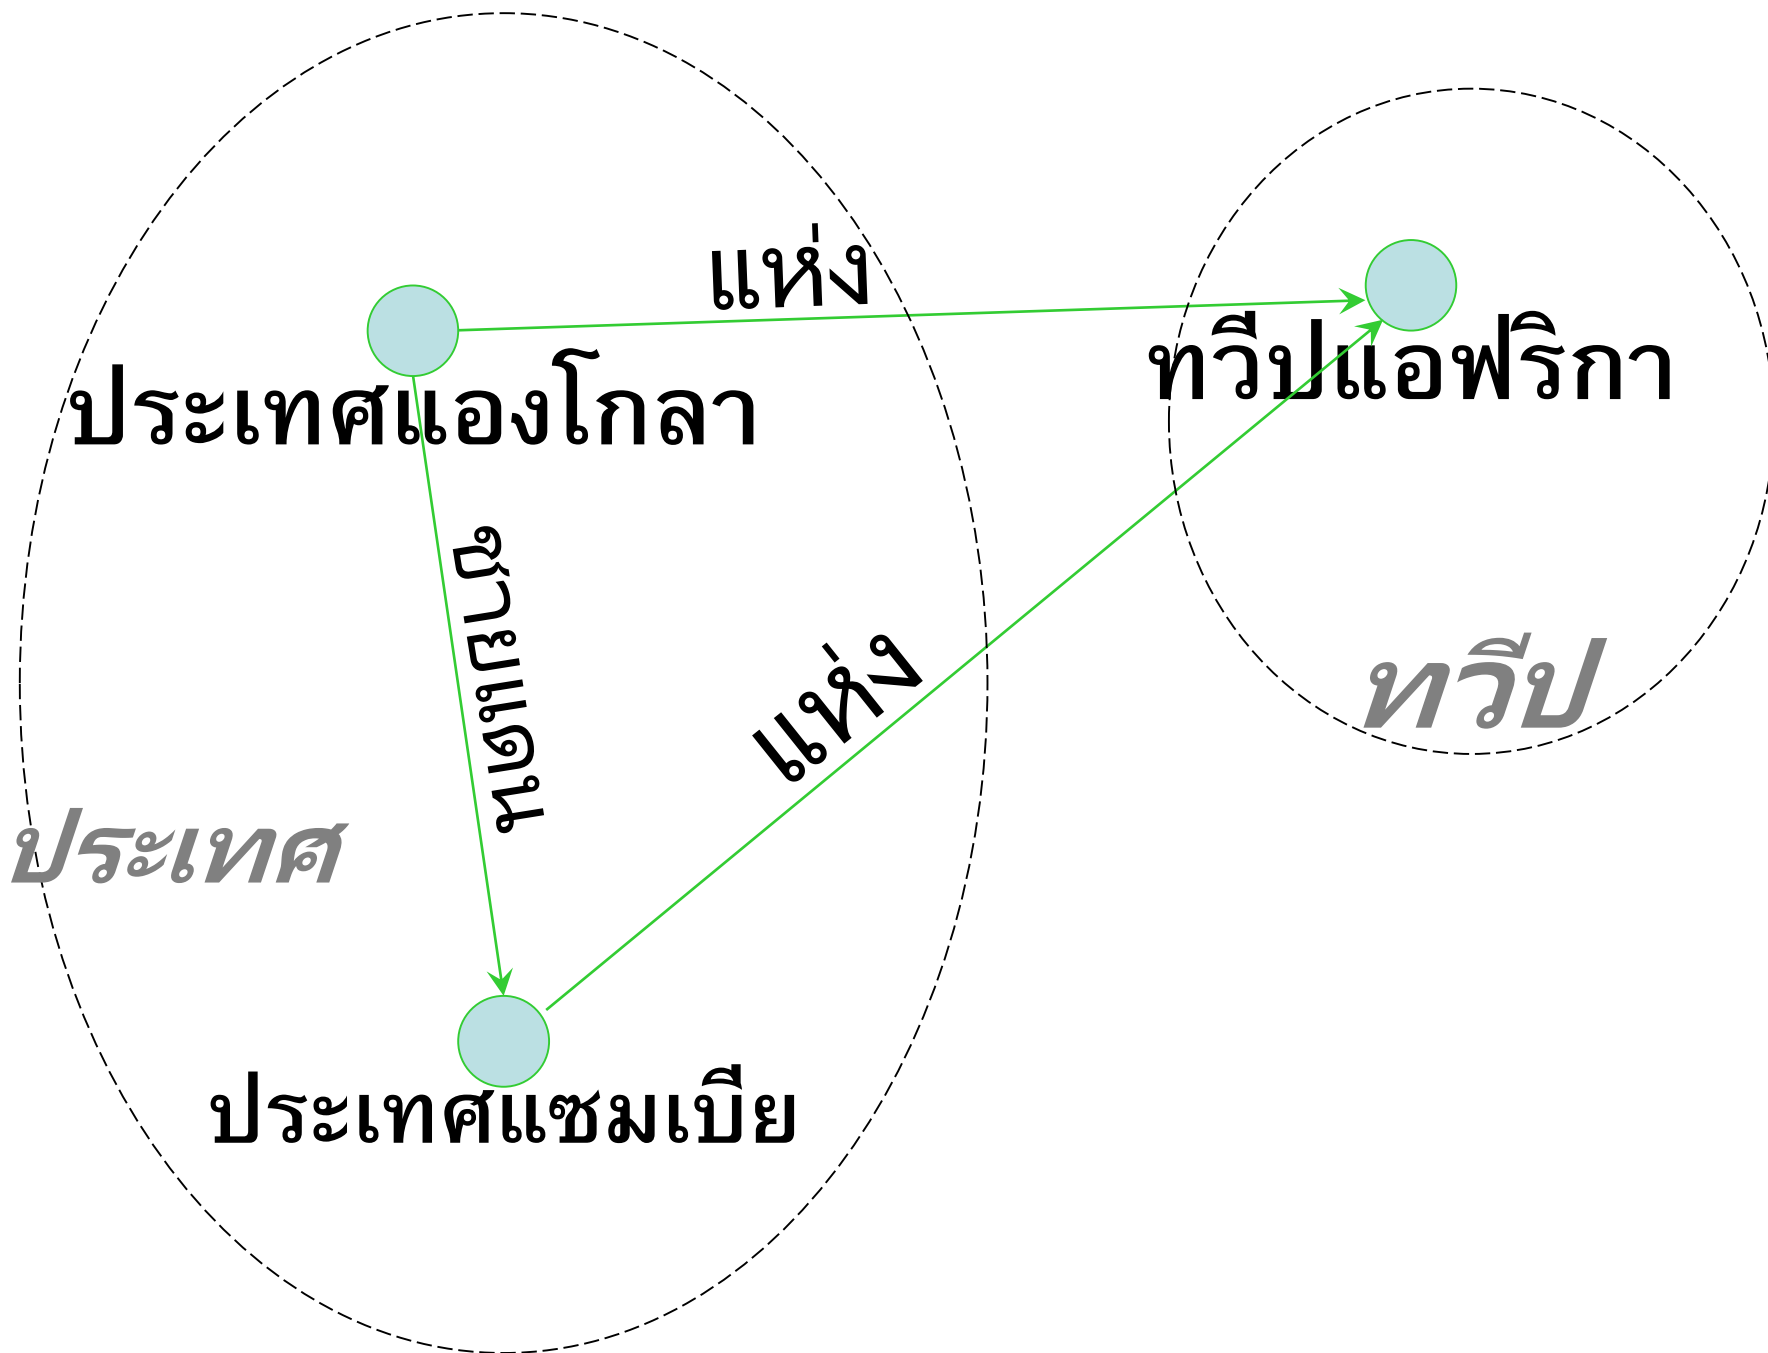 แห่ง
ประเทศแองโกลา
ทวีปแอฟริกา
ชายแดน
แห่ง
ทวีป
ประเทศ
ประเทศแซมเบีย